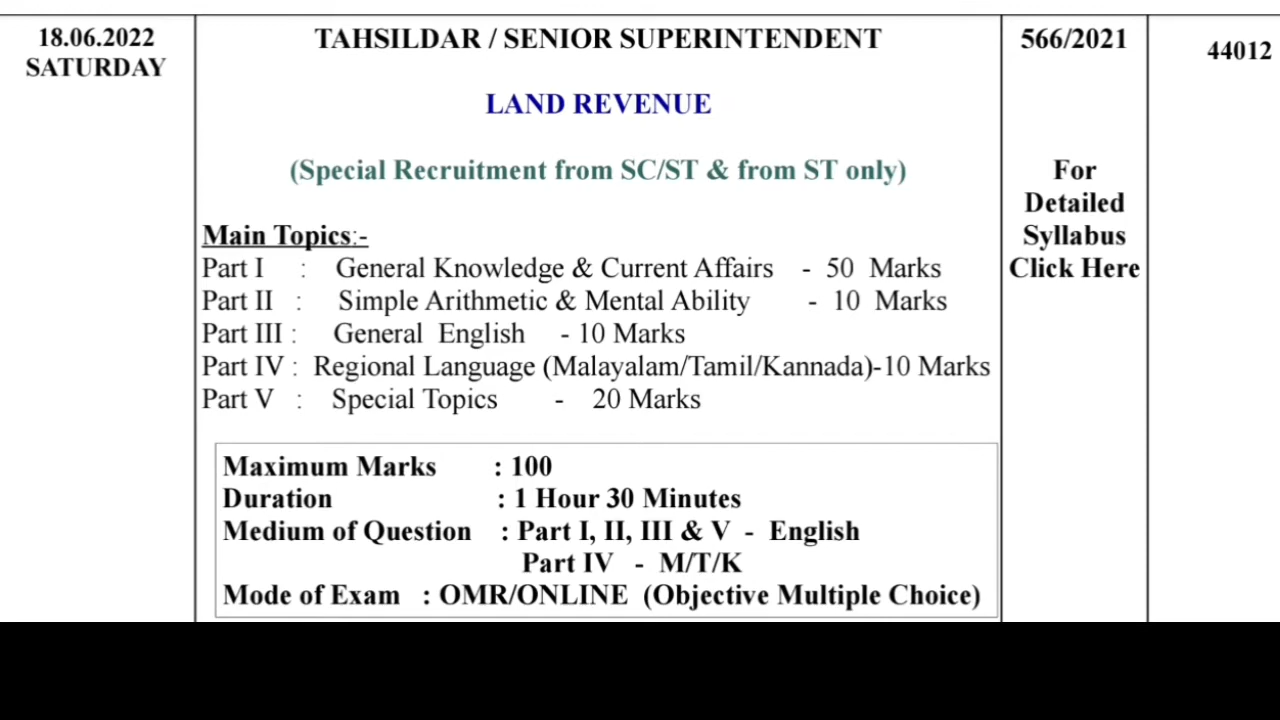 18.06.2022
SATURDAY
TAHSILDAR / SENIOR SUPERINTENDENT
LAND REVENUE
(Special Recruitment from SC/ST & from ST only)
Main Topics:-
Part I : General Knowledge & Current Affairs - 50 Marks
Part II : Simple Arithmetic & Mental Ability - 10 Marks
Part III : General English - 10 Marks
Part IV : Regional Language (Malayalam/Tamil/Kannada)-10 Marks
Part V : Special Topics - 20 Marks
Maximum Marks : 100
Duration : 1 Hour 30 Minutes
Medium of Question : Part I, II, III & V - English
Part IV - M/T/K
Mode of Exam : OMR/ONLINE (Objective Multiple Choice)
566/2021
For
Detailed
Syllabus
Click Here
44012